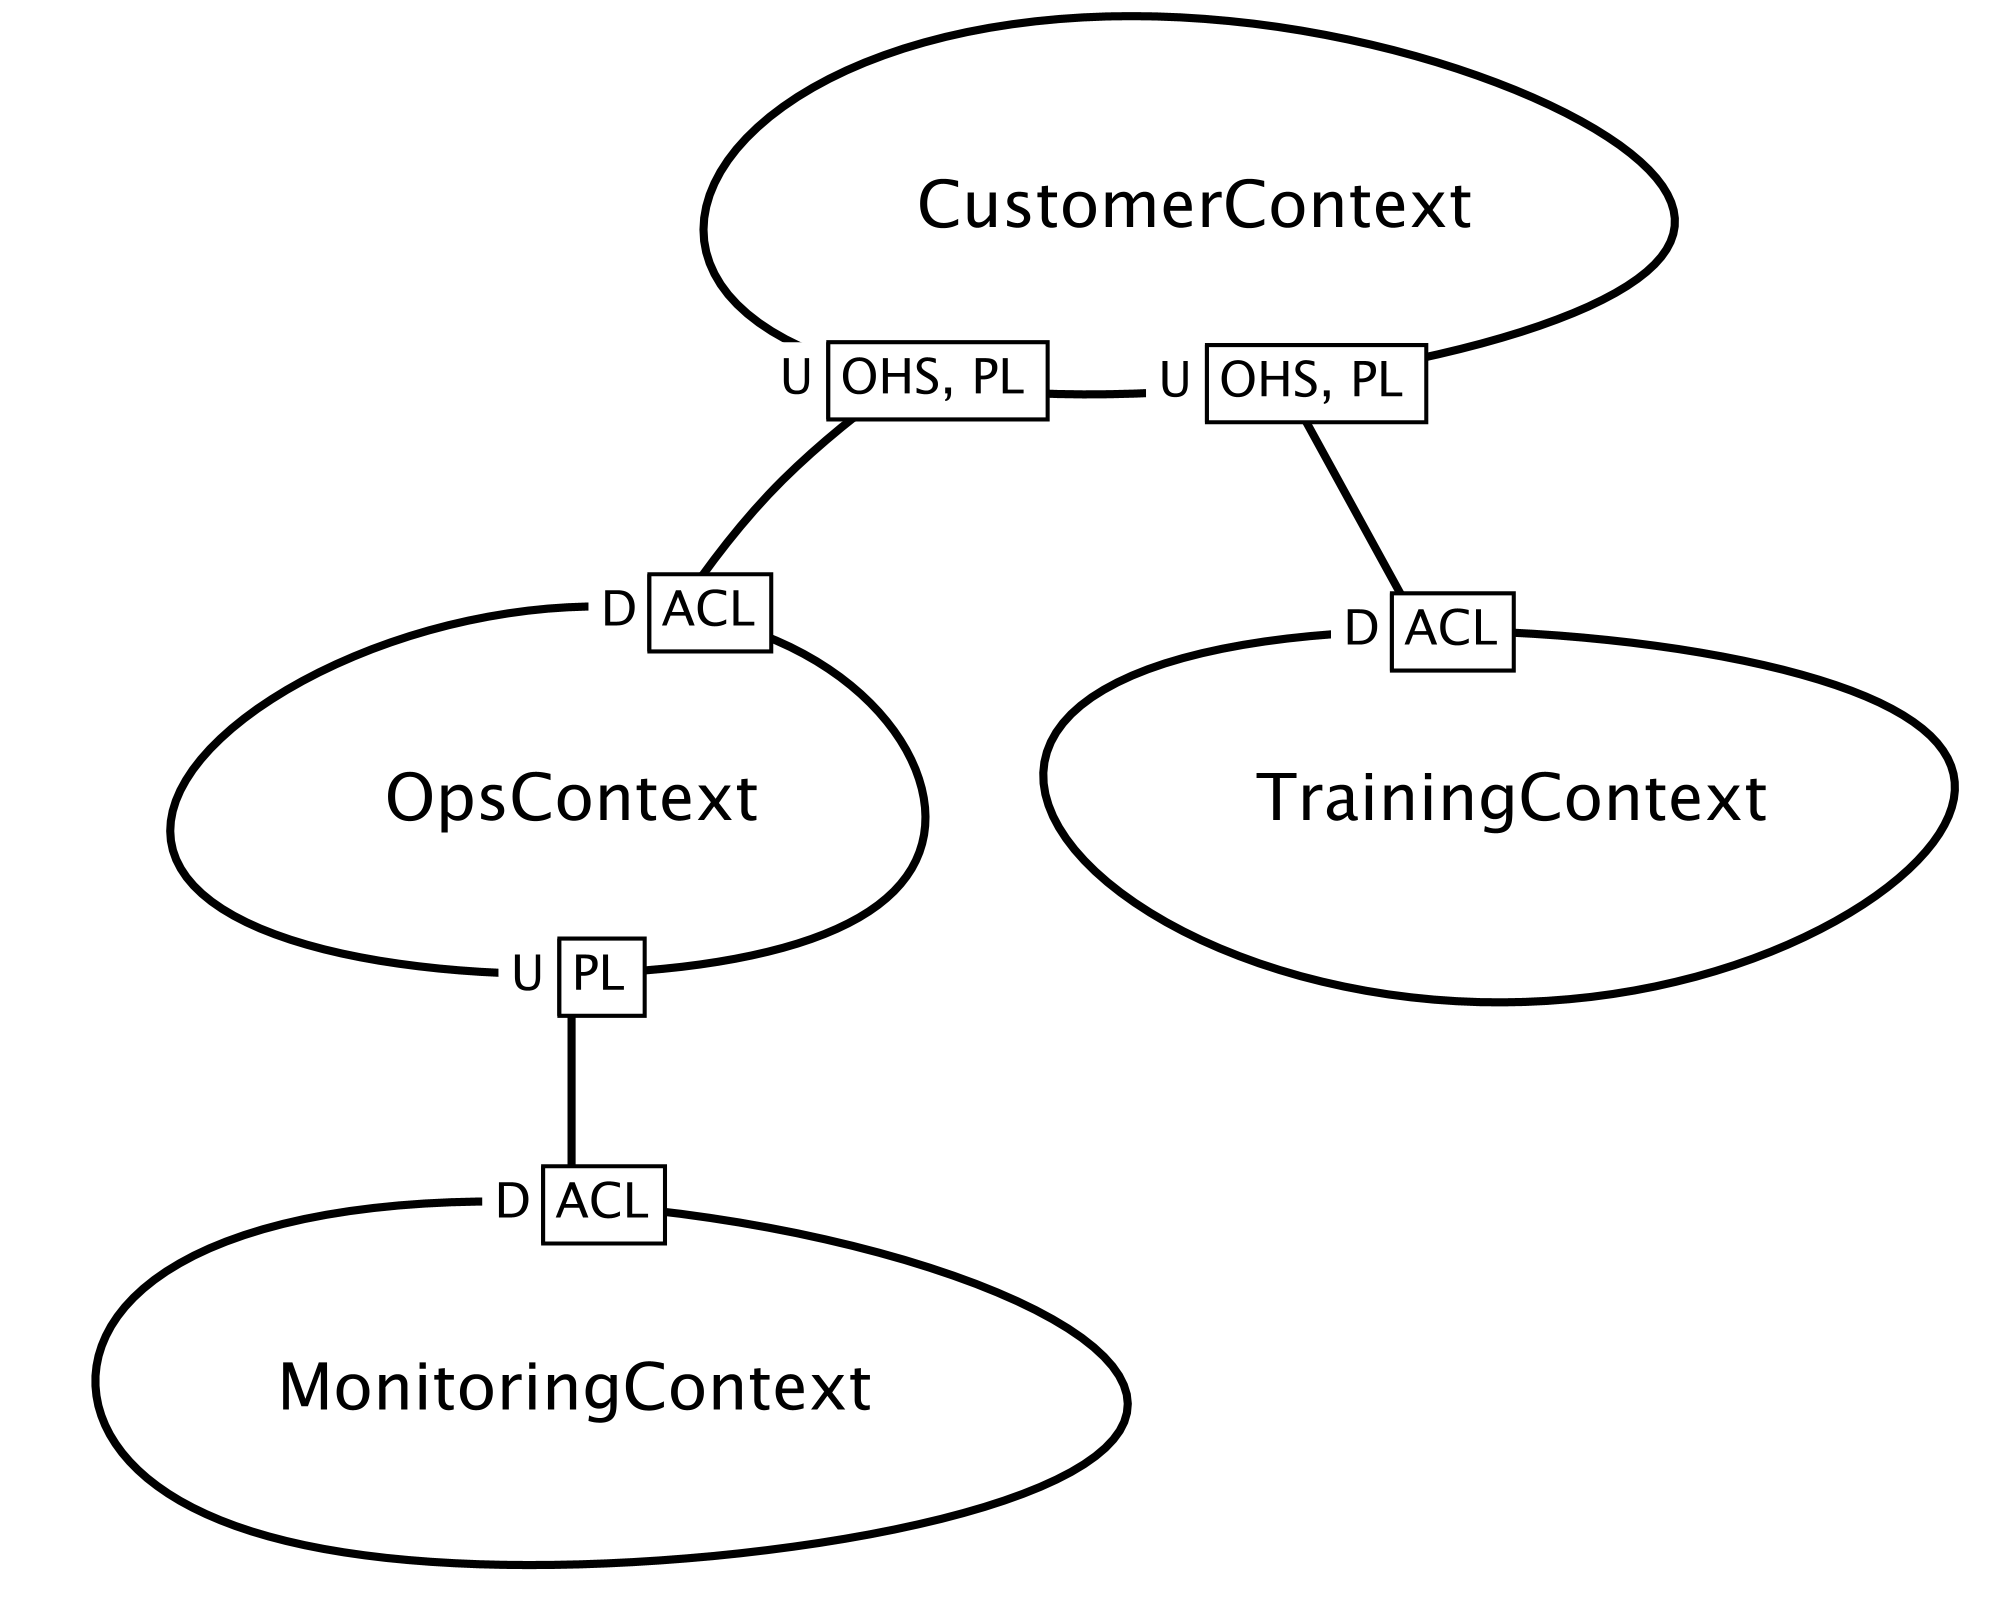 CustomerContext
U OHS, PL
U OHS, PL
D ACL
D ACL
OpsContext
TrainingContext
U PL
D ACL
MonitoringContext